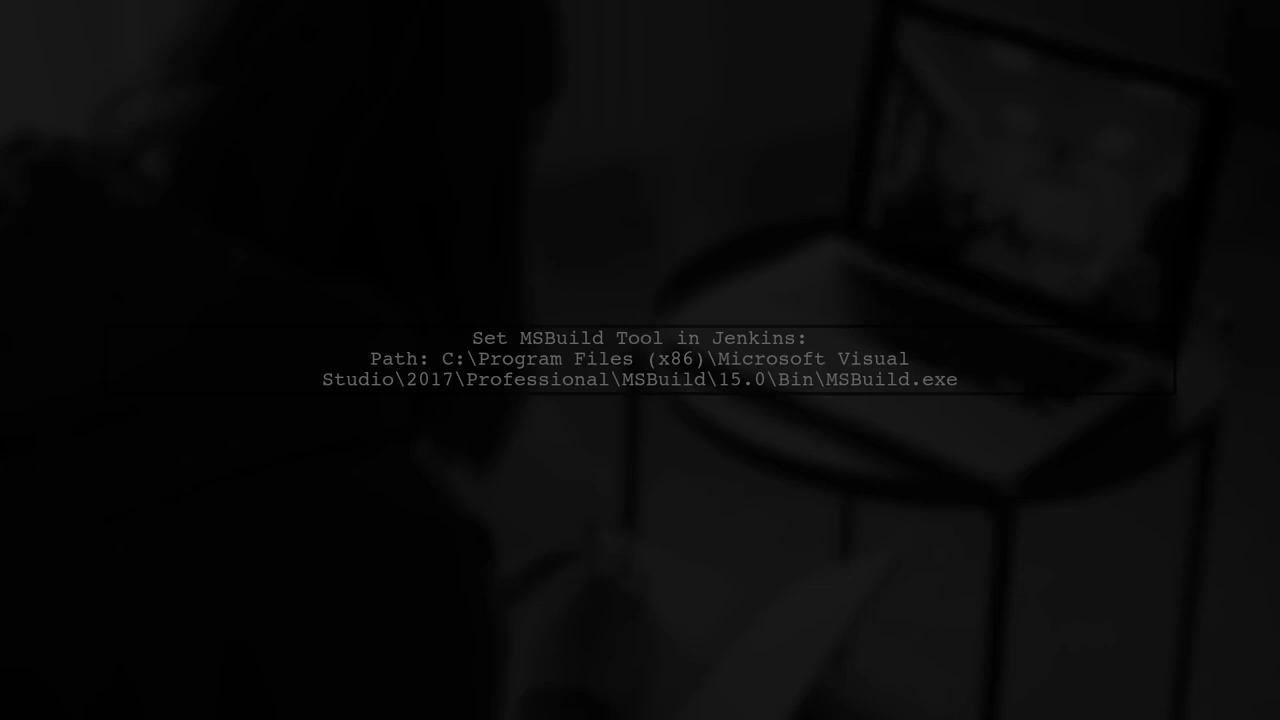 Set MSBuild Tool in Jenkins:
Path: C:\Program Files (x86)\Microsoft Visual
Studio\2017\Professional\MSBuild\15.0\Bin\MSBuild.exe